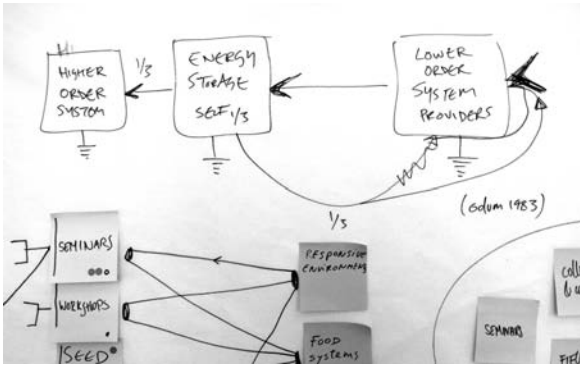 HIGHER
ORDER
SYSTEM
1/3
ENERGY
STORAGE
SELF 1/3
LOWER
ORDER
SYSTEM
PROVIDERS
1/3
(Odum 1983)
SEMINARS
WORKSHOPS
SEED
RESPONSIVE
ENVIRONMENT
FOOD
systems
SEMINAR